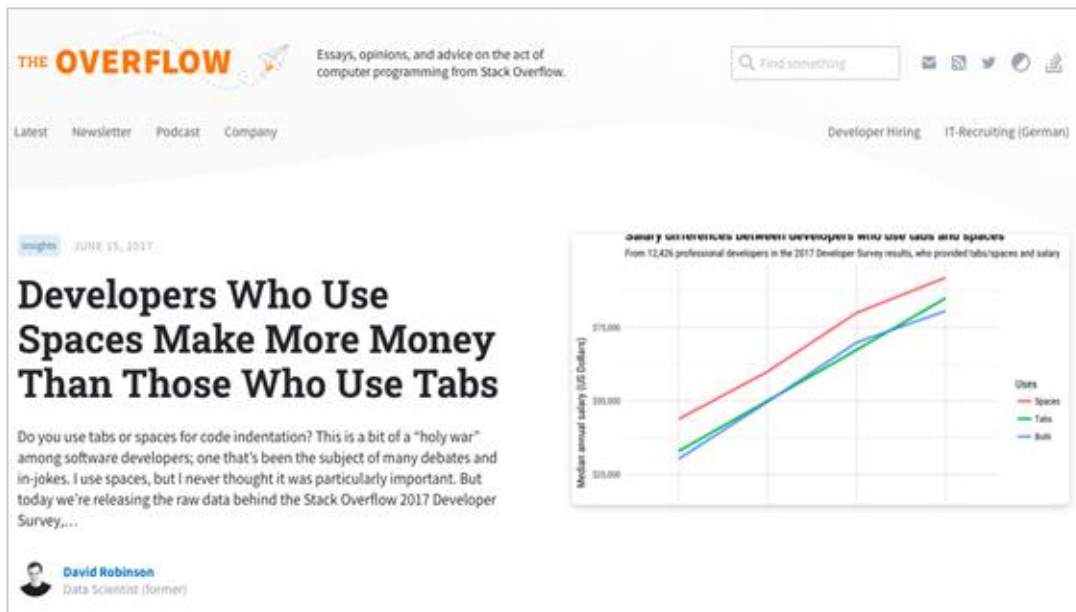 THE OVERFLOW
Essays, opinions, and advice on the act of
computer programming from Stack Overflow.
Find something
Latest Newsletter Podcast Company
Developer Hiring IT-Recruiting (German)
insights JUNE 15, 2017
Developers Who Use
Spaces Make More Money
Than Those Who Use Tabs
Do you use tabs or spaces for code indentation? This is a bit of a “holy war”
among software developers; one that’s been the subject of many debates and
in-jokes. I use spaces, but I never thought it was particularly important. But
today we’re releasing the raw data behind the Stack Overflow 2017 Developer
Survey,…
David Robinson
Data Scientist (former)
Salary differences between developers who use tabs and spaces
From 12,426 professional developers in the 2017 Developer Survey results, who provided tabs/spaces and salary
Median annual salary (US Dollars)
$75,000
$50,000
$25,000
Uses
Spaces
Tabs
Both